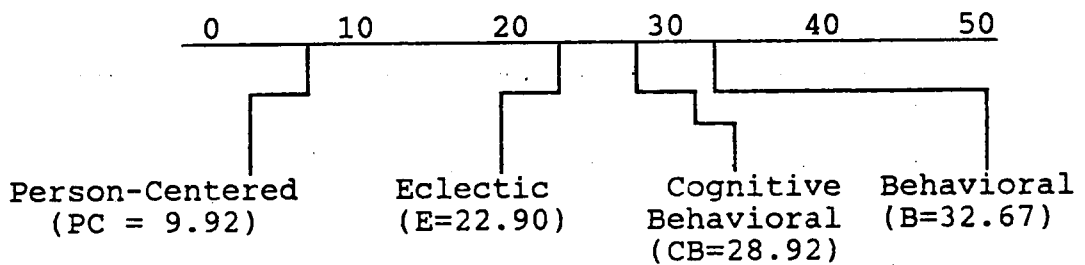 0 10 20 30 40 50
Person-Centered
(PC = 9.92)
Eclectic
(E=22.90)
Cognitive
Behavioral
(CB=28.92)
Behavioral
(B=32.67)